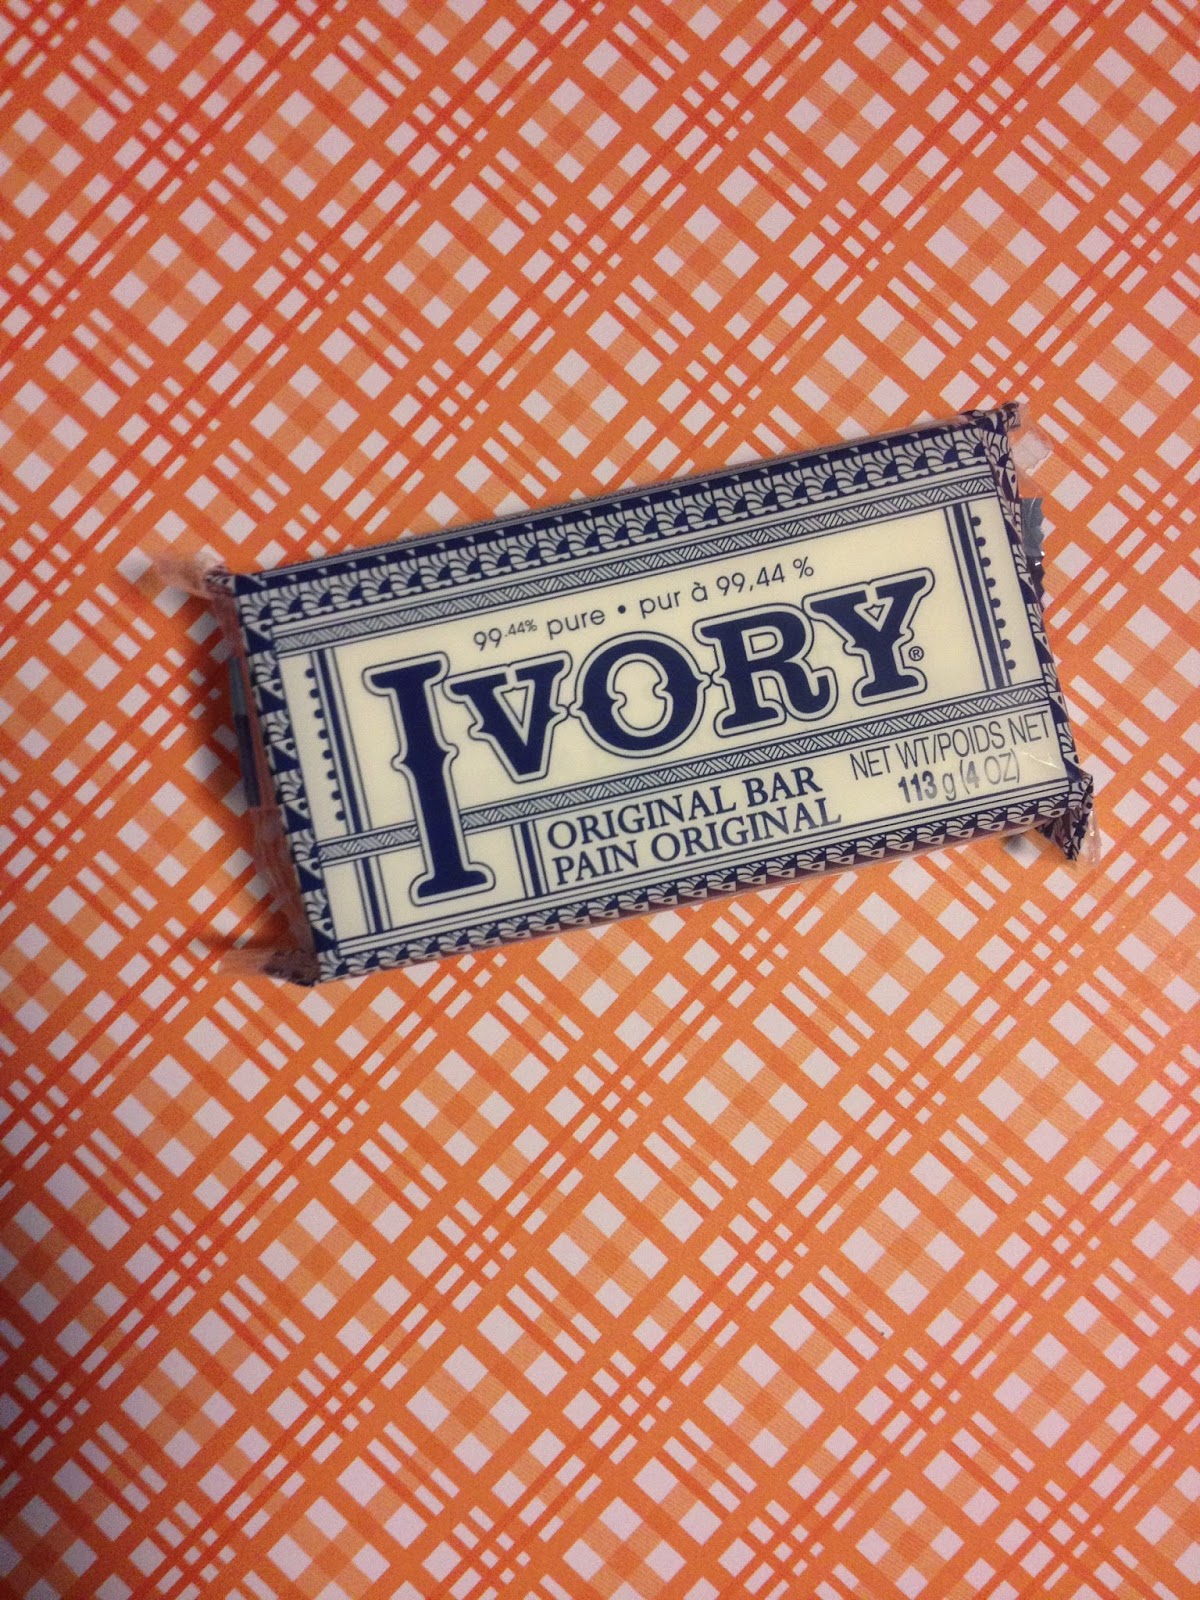 99.44% pure • pur à 99,44 %
IVORY®
ORIGINAL BAR
PAIN ORIGINAL
NET WT/POIDS NET
113 g (4 OZ)